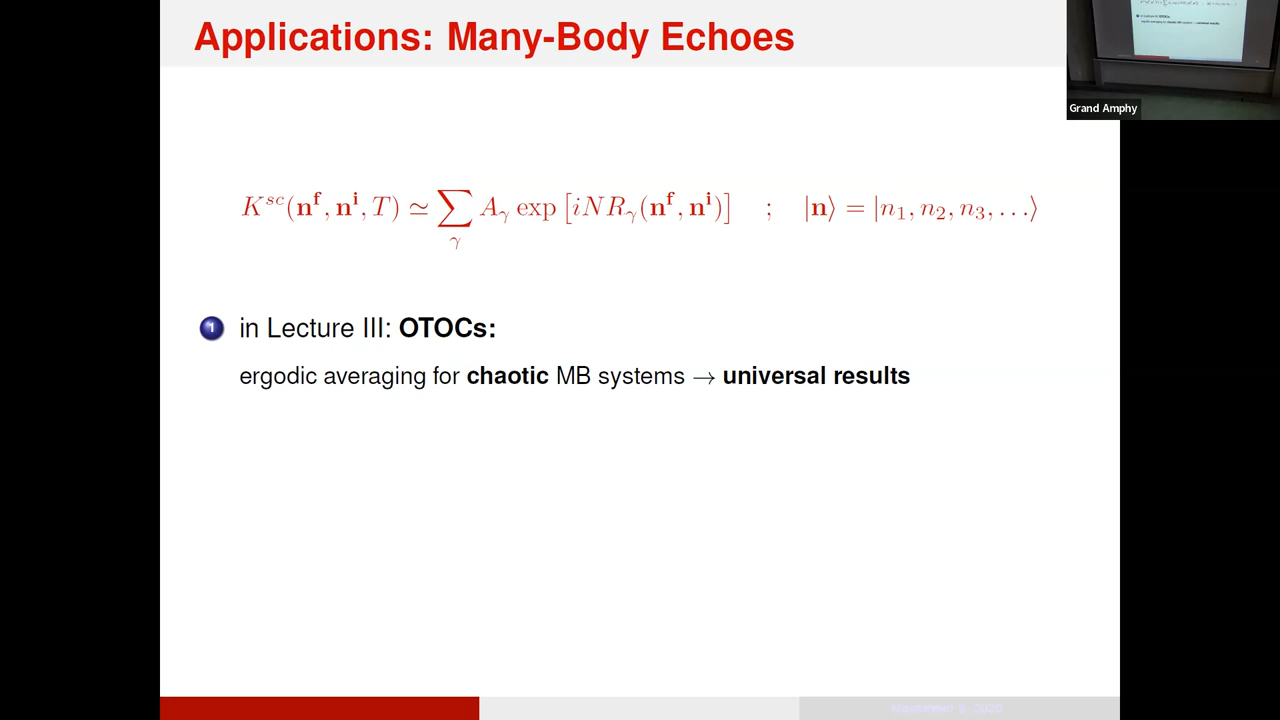 Applications: Many-Body Echoes
Grand Amphy
K^{sc}(n^f, n^i, T) ≃ ∑_γ A_γ exp [iNR_γ(n^f, n^i)] ; |n⟩ = |n_1, n_2, n_3, …⟩
1 in Lecture III: OTOCs:
ergodic averaging for chaotic MB systems → universal results